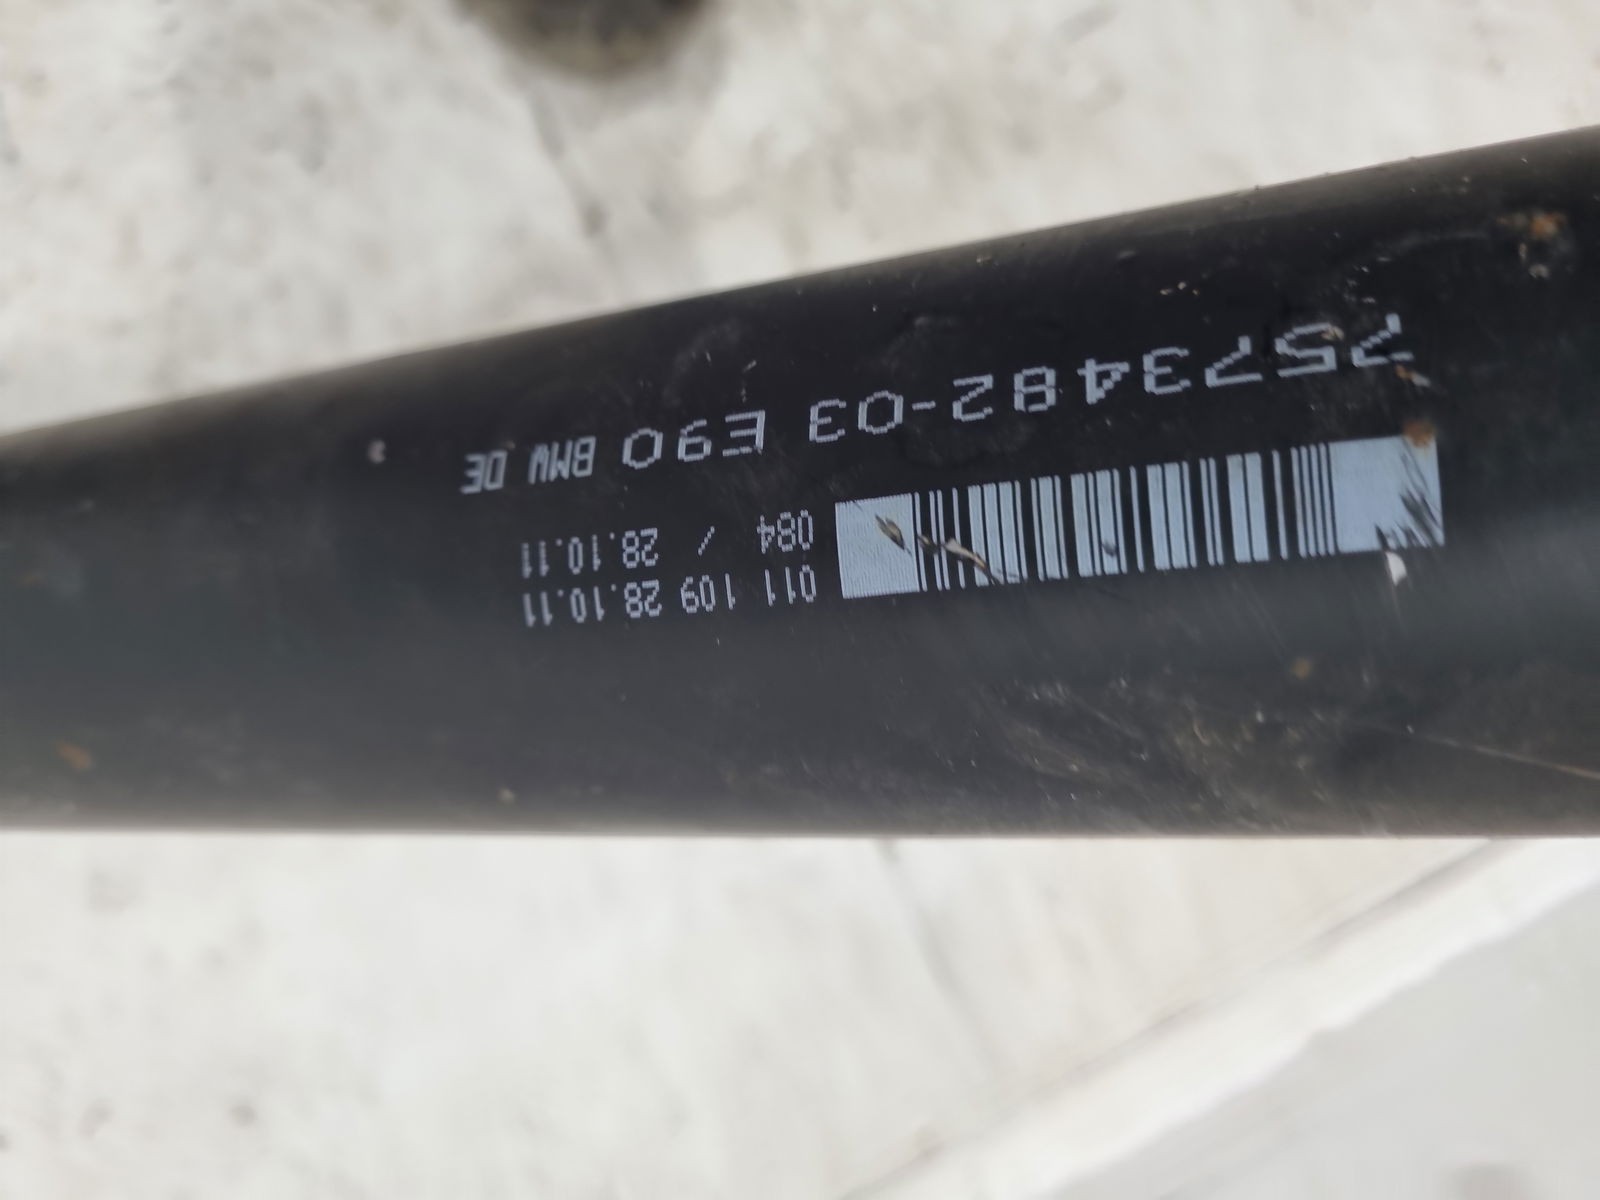 011 109 28.10.11
084 / 28.10.11
7573482-03 E90 BMW DE